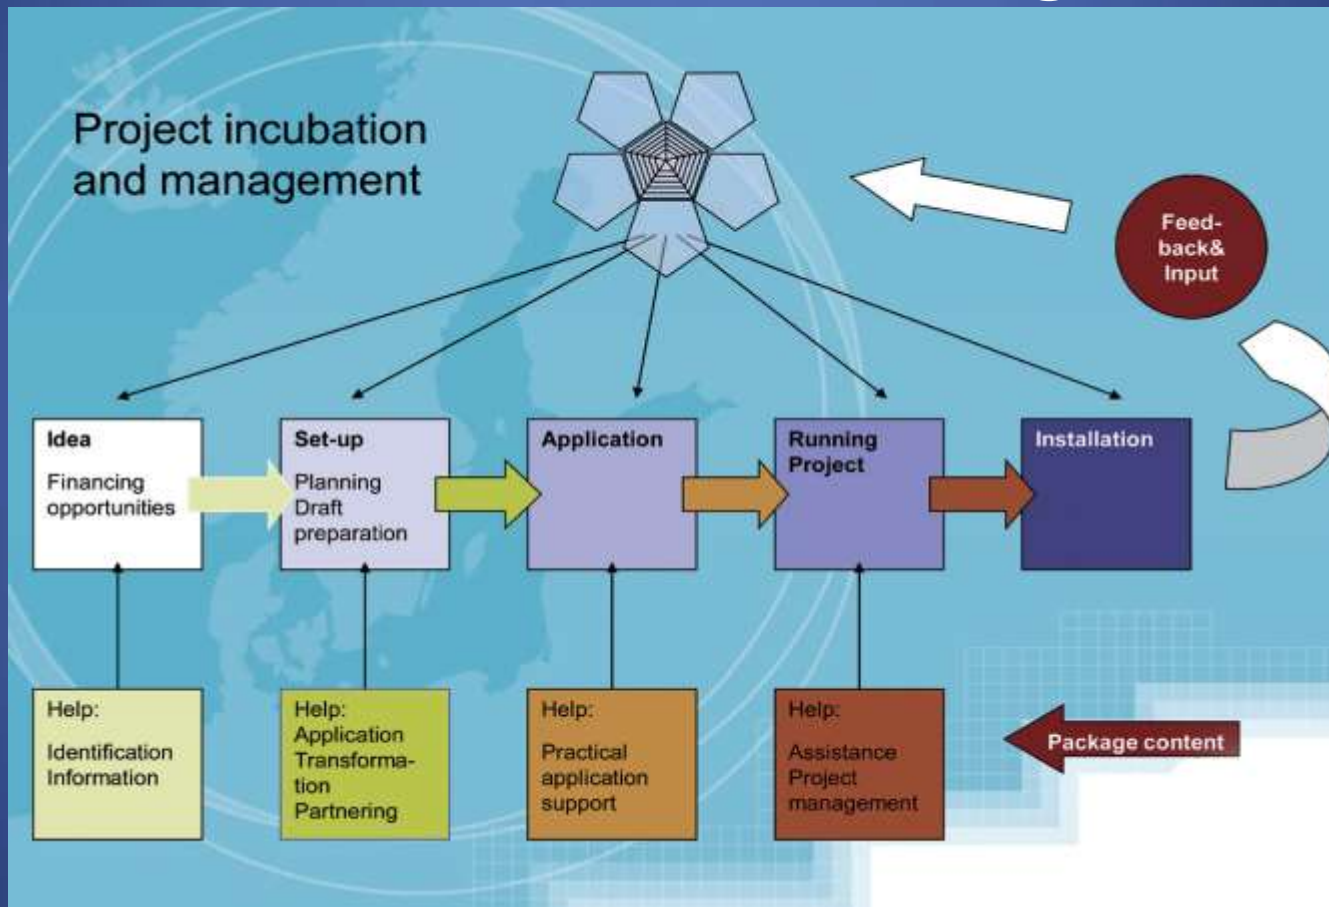 Project incubation
and management
Feed-
back&
Input
Idea
Financing
opportunities
Set-up
Planning
Draft
preparation
Application
Running
Project
Installation
Help:
Identification
Information
Help:
Application
Transforma-
tion
Partnering
Help:
Practical
application
support
Help:
Assistance
Project
management
Package content